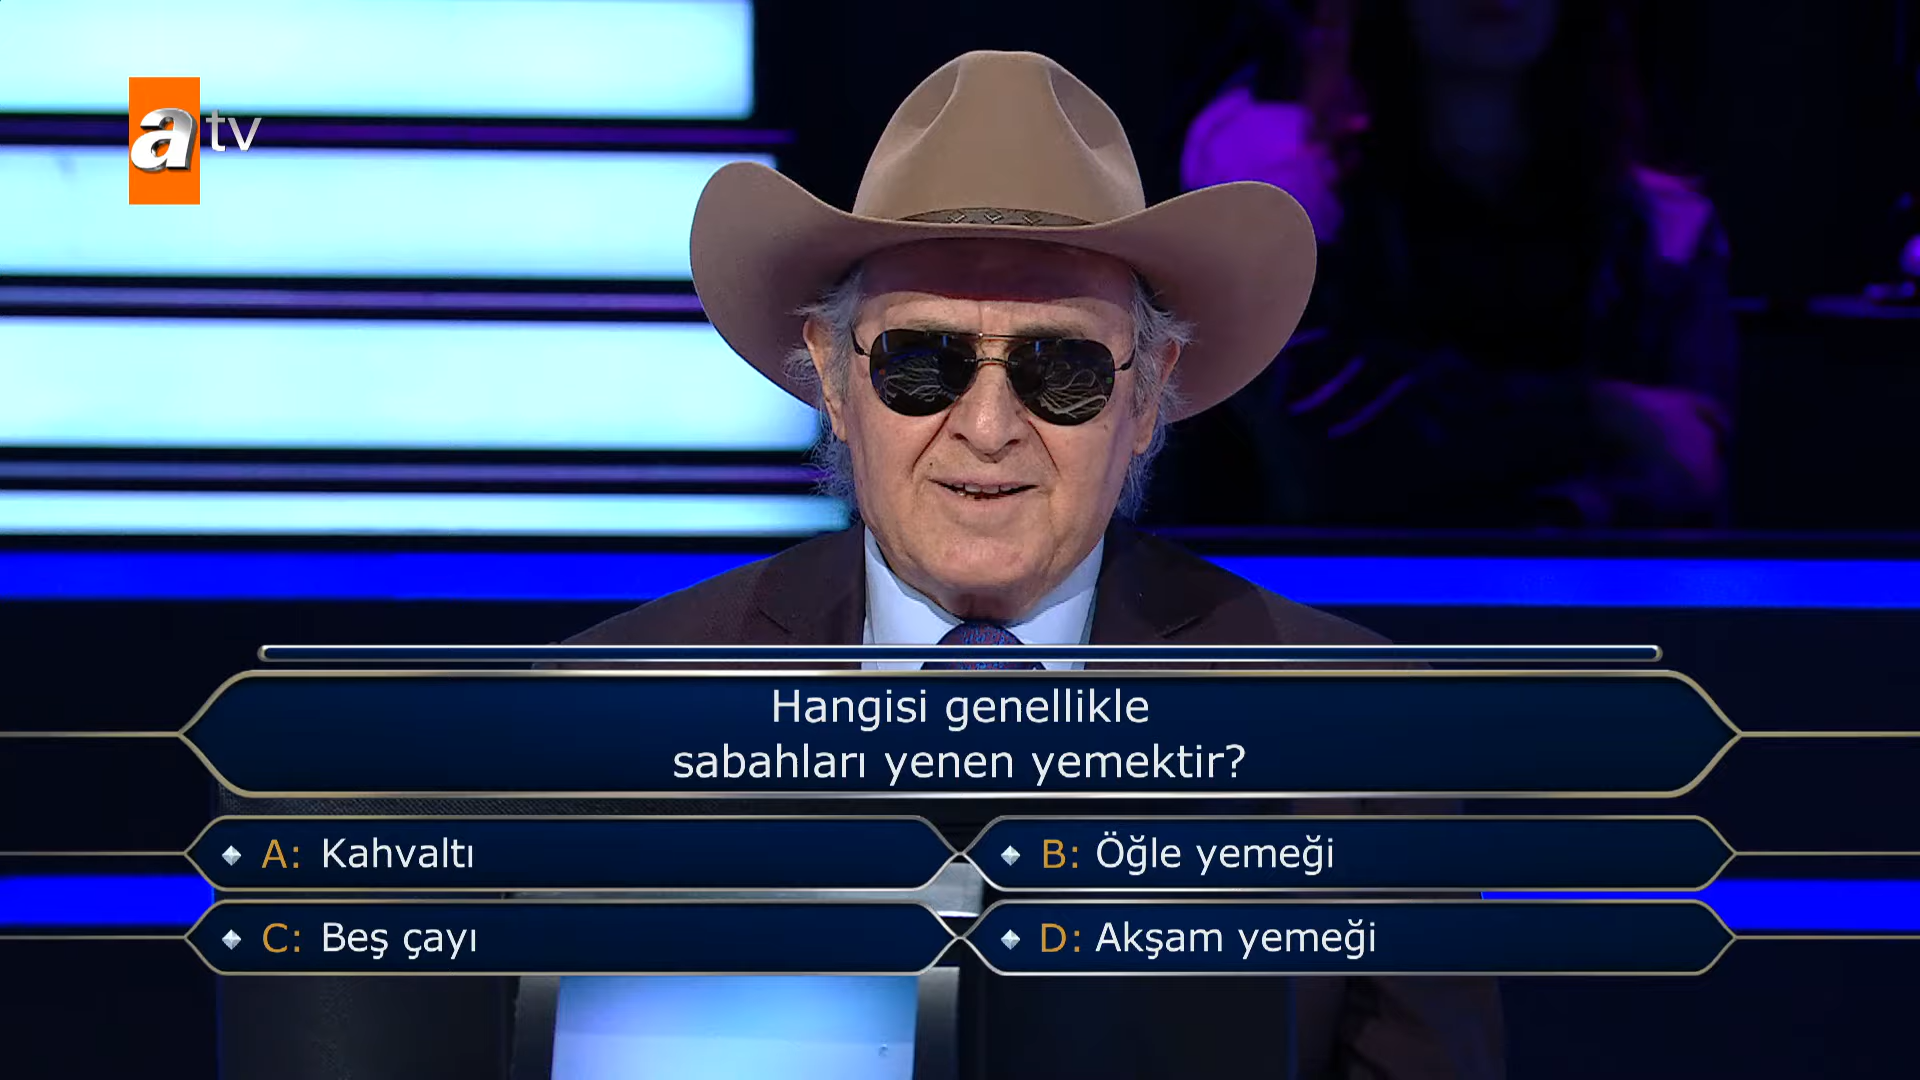 atv
Hangisi genellikle
sabahları yenen yemektir?
A: Kahvaltı
B: Öğle yemeği
C: Beş çayı
D: Akşam yemeği